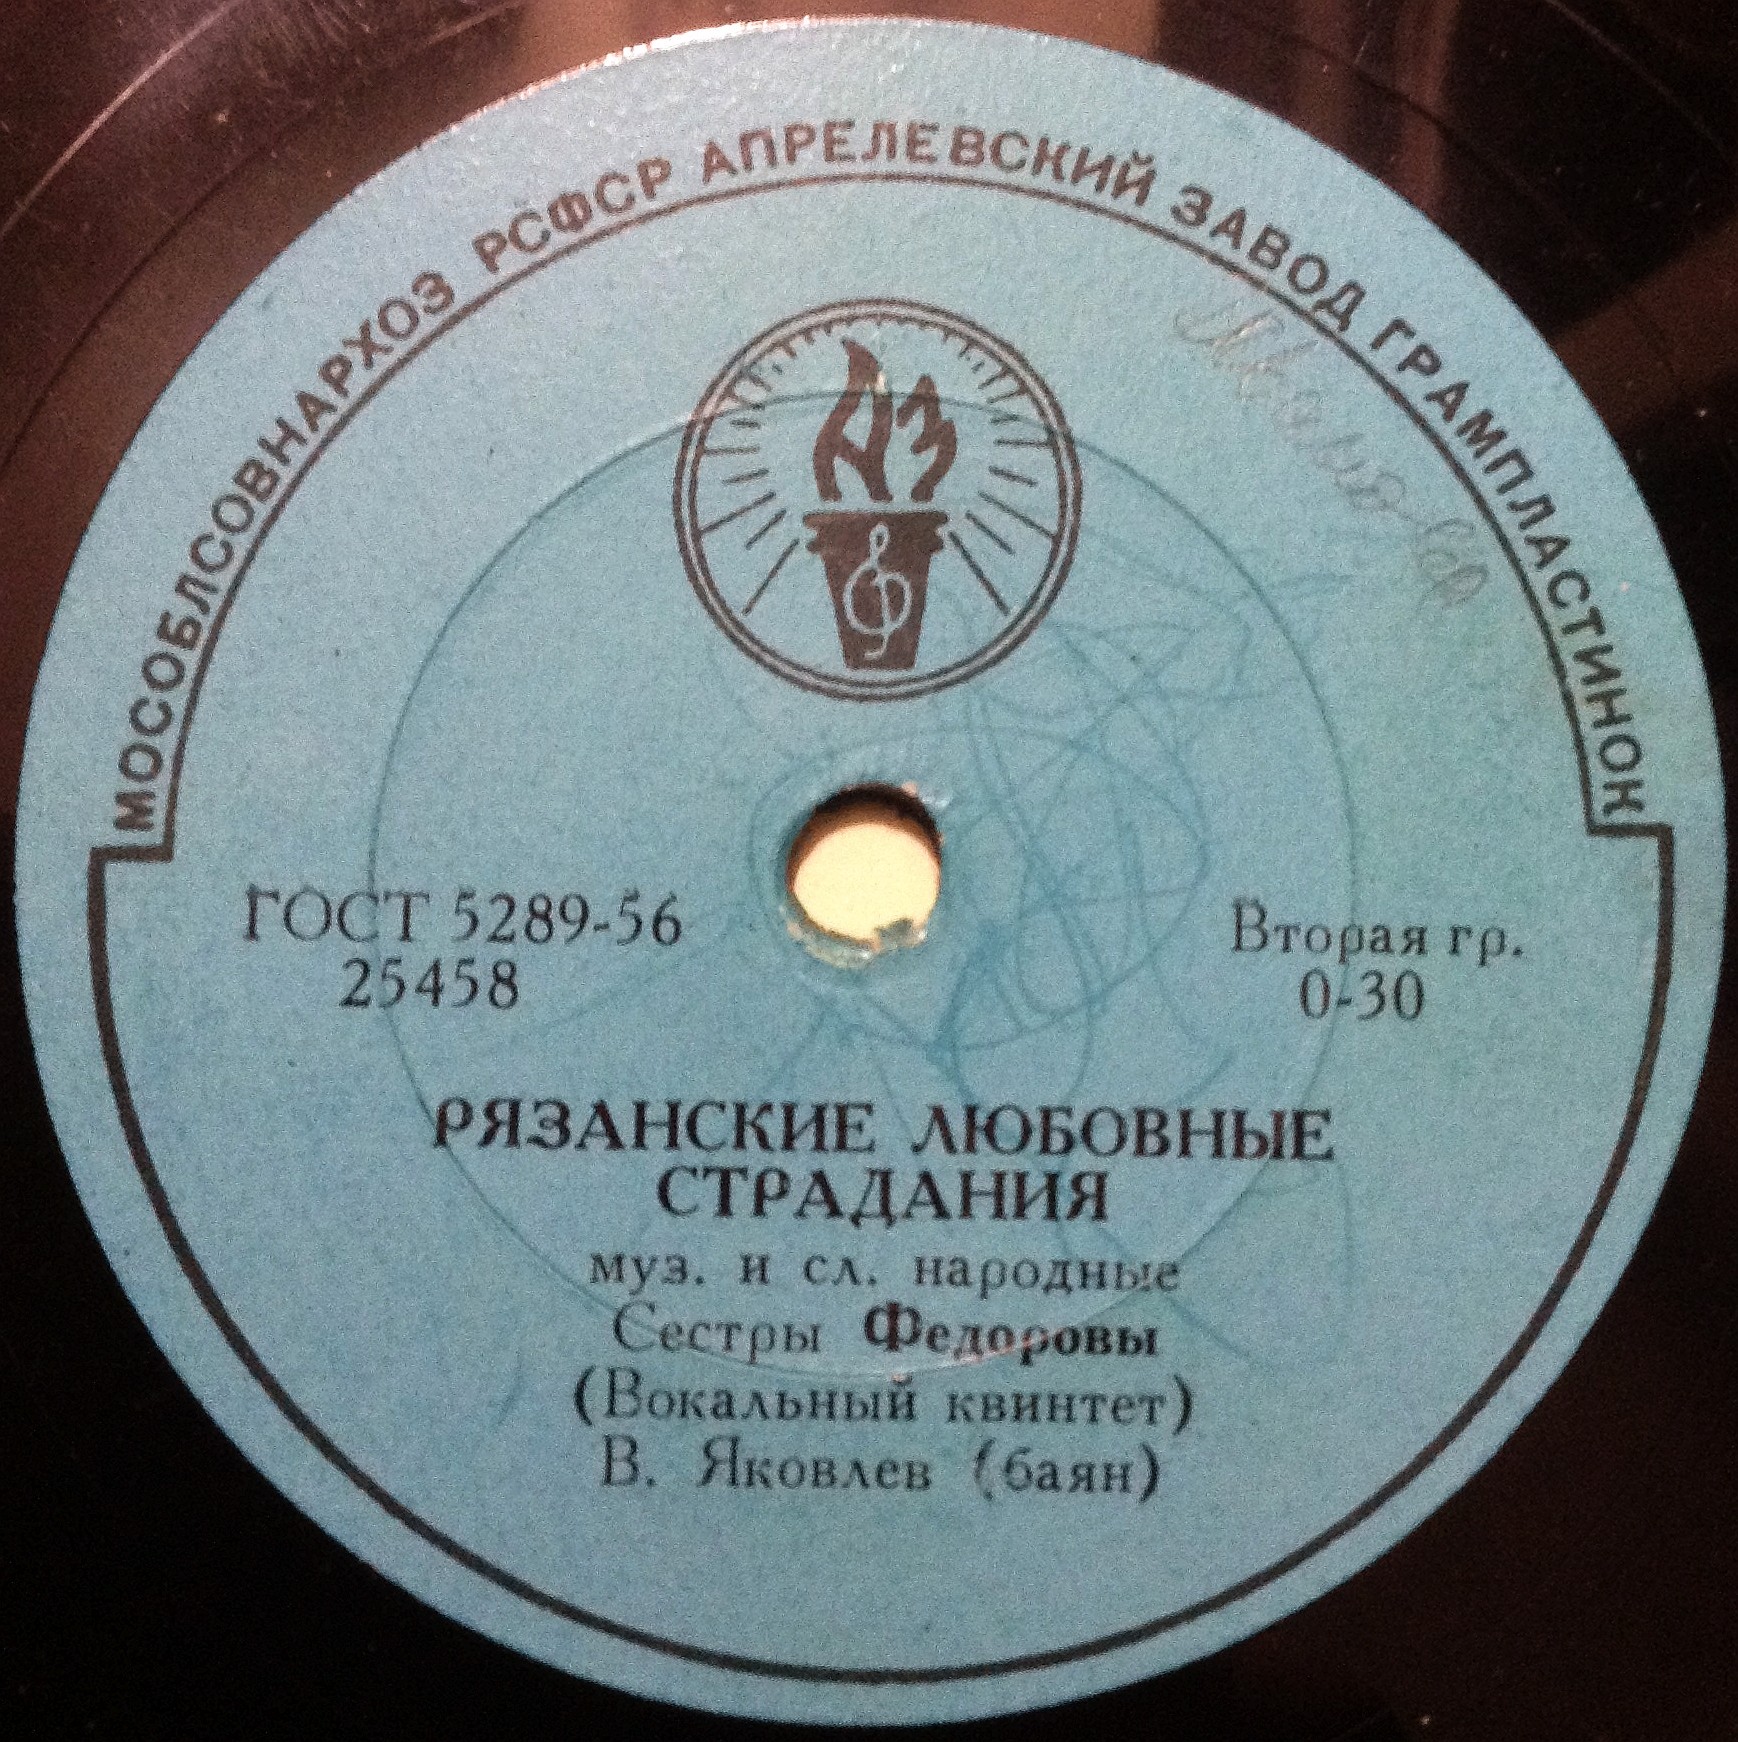 МОСОБЛСОВНАРХОЗ РСФСР АПРЕЛЕВСКИЙ ЗАВОД ГРАМПЛАСТИНОК
АЗ
ГОСТ 5289-56
25458
Вторая гр.
0-30
РЯЗАНСКИЕ ЛЮБОВНЫЕ
СТРАДАНИЯ
муз. и сл. народные
Сестры Федоровы
(Вокальный квинтет)
В. Яковлев (баян)